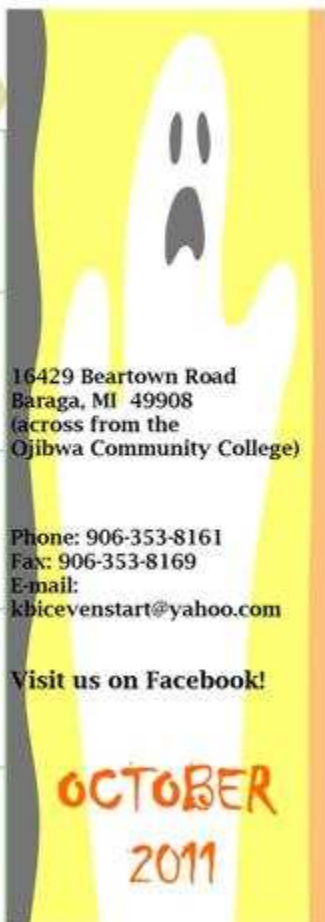 16429 Beartown Road
Baraga, MI 49908
(across from the
Ojibwa Community College)
Phone: 906-353-8161
Fax: 906-353-8169
E-mail:
kbicevenstart@yahoo.com
Visit us on Facebook!
OCTOBER
2011